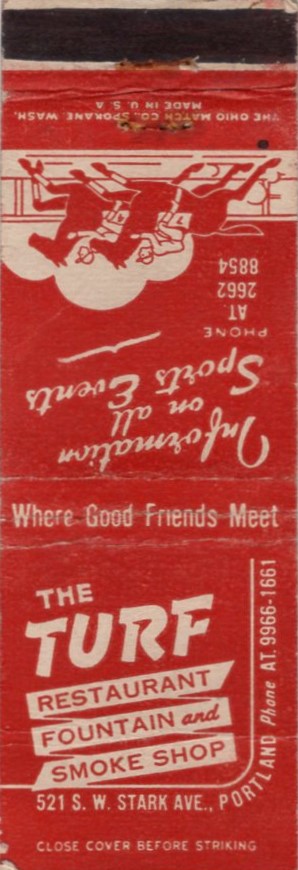 THE OHIO MATCH CO., SPOKANE, WASH.
MADE IN U. S. A.
Information
on all
Sports Events
PHONE
AT.
2662
8854
Where Good Friends Meet
THE
TURF
RESTAURANT
FOUNTAIN and
SMOKE SHOP
521 S. W. STARK AVE., PORTLAND Phone AT. 9966-1661
CLOSE COVER BEFORE STRIKING